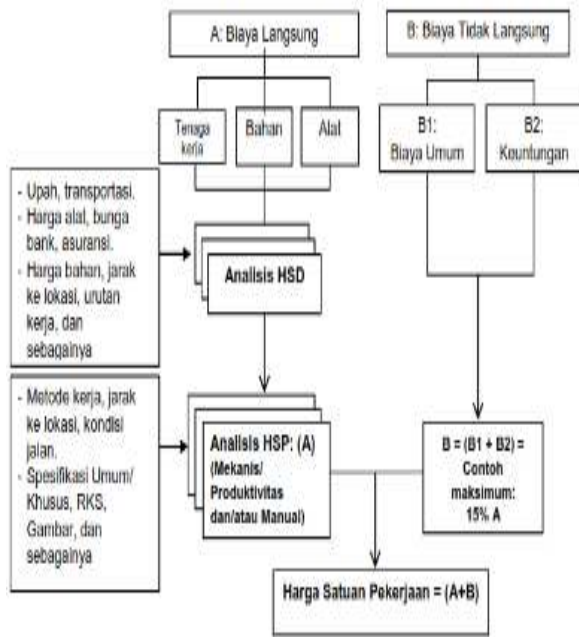 A: Biaya Langsung
B: Biaya Tidak Langsung
Tenaga
kerja
Bahan
Alat
B1:
Biaya Umum
B2:
Keuntungan
- Upah, transportasi.
- Harga alat, bunga
bank, asuransi.
- Harga bahan, jarak
ke lokasi, urutan
kerja, dan
sebagainya
Analisis HSD
- Metode kerja, jarak
ke lokasi, kondisi
jalan.
- Spesifikasi Umum/
Khusus, RKS,
Gambar, dan
sebagainya
Analisis HSP: (A)
(Mekanis/
Produktivitas
dan/atau Manual)
B = (B1 + B2) =
Contoh
maksimum:
15% A
Harga Satuan Pekerjaan = (A+B)